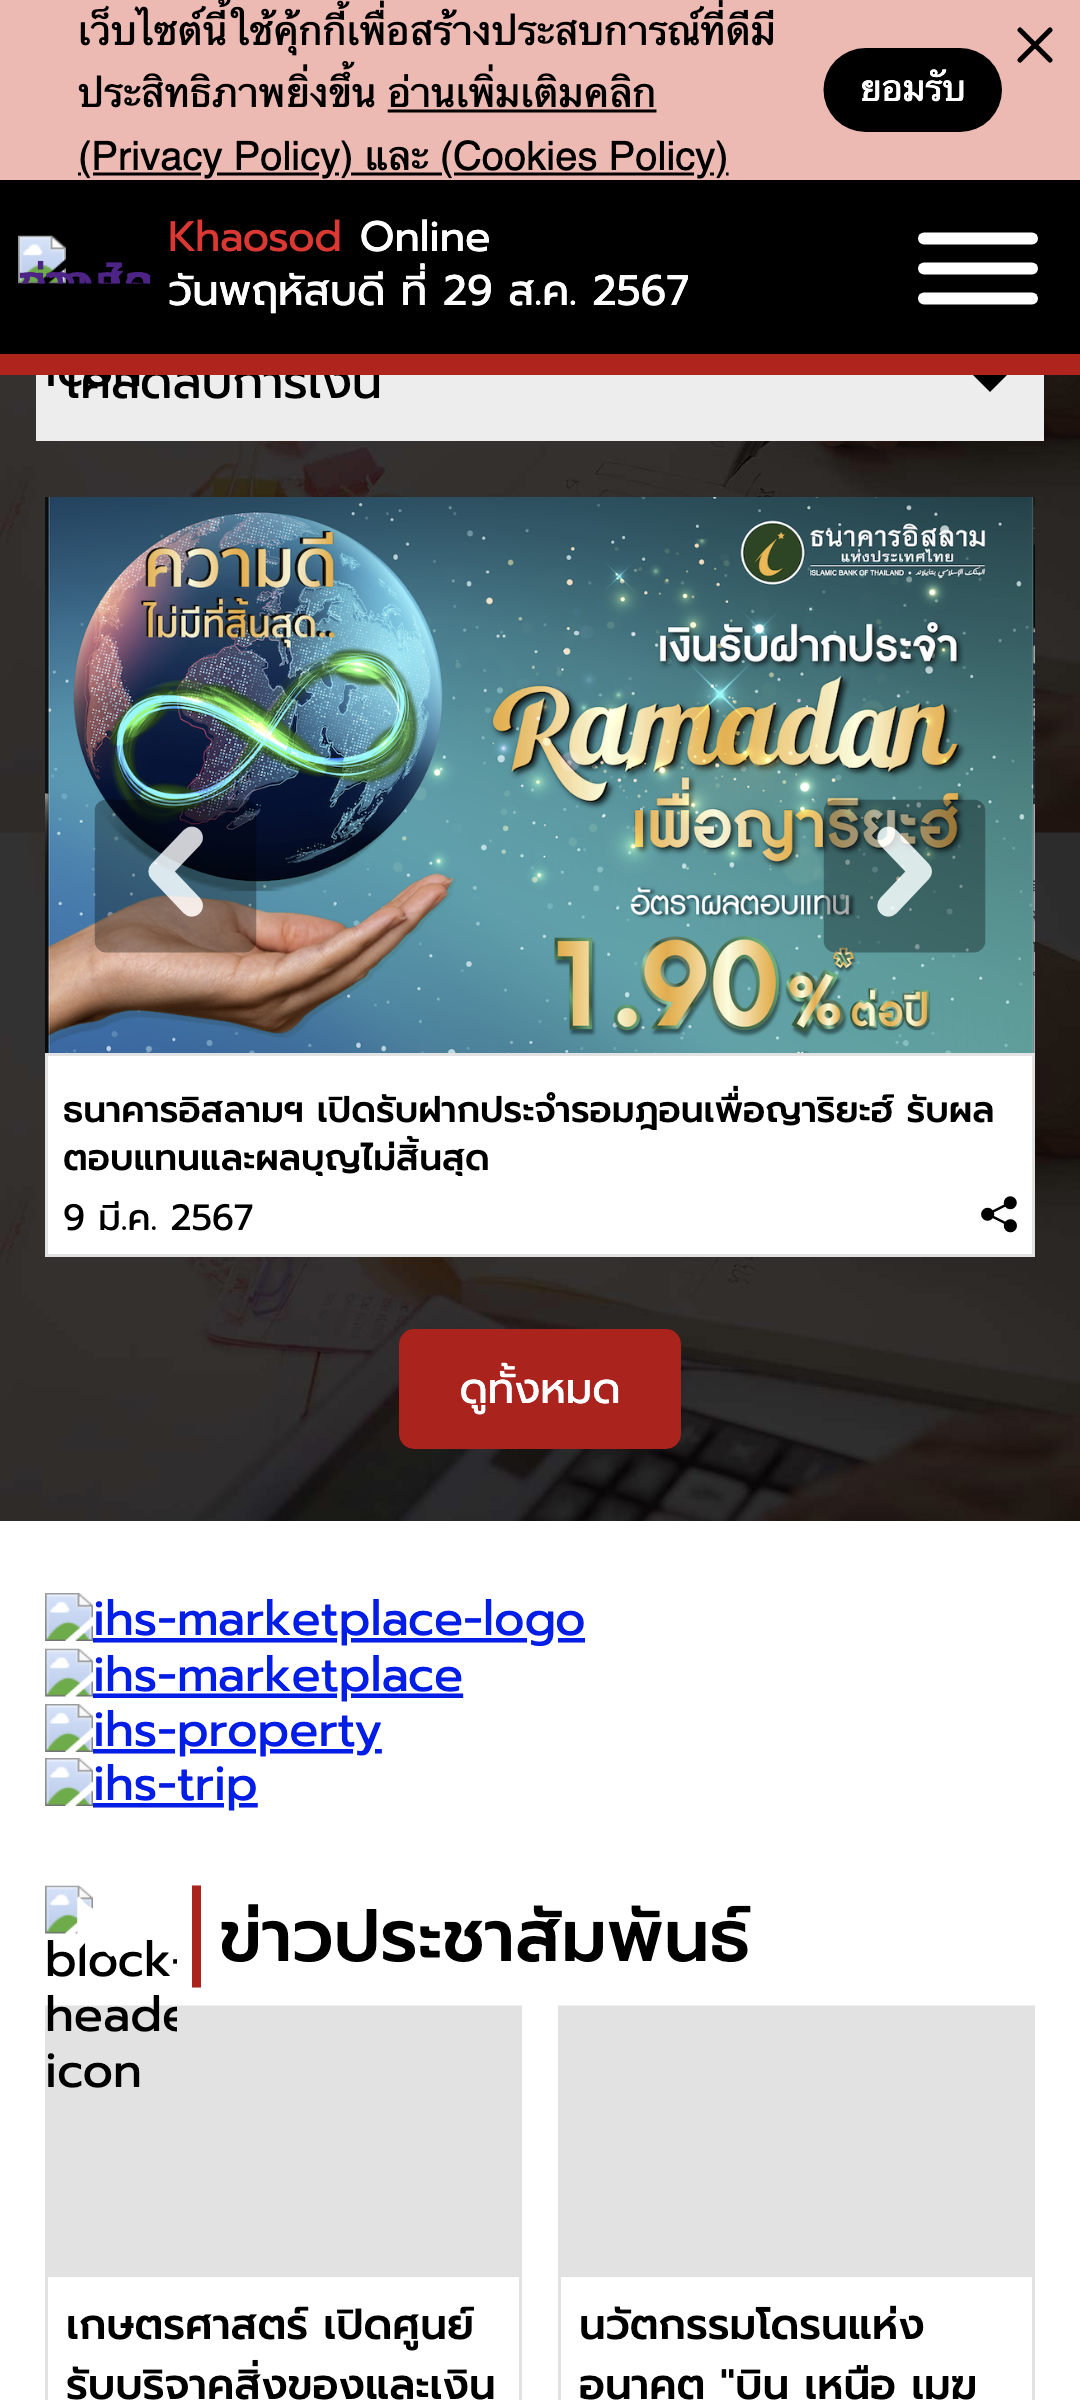 เว็บไซต์นี้ใช้คุ้กกี้เพื่อสร้างประสบการณ์ที่ดีมี
ประสิทธิภาพยิ่งขึ้น อ่านเพิ่มเติมคลิก
(Privacy Policy) และ (Cookies Policy)
ยอมรับ
Khaosod Online
วันพฤหัสบดี ที่ 29 ส.ค. 2567
เคล็ดลับการเงิน
ความดี
ไม่มีที่สิ้นสุด..
ธนาคารอิสลาม
แห่งประเทศไทย
ISLAMIC BANK OF THAILAND
เงินรับฝากประจำ
Ramadan
เพื่อญาริยะฮ์
อัตราผลตอบแทน
1.90% ต่อปี
ธนาคารอิสลามฯ เปิดรับฝากประจำรอมฎอนเพื่อญาริยะฮ์ รับผล
ตอบแทนและผลบุญไม่สิ้นสุด
9 มี.ค. 2567
ดูทั้งหมด
ihs-marketplace-logo
ihs-marketplace
ihs-property
ihs-trip
block-
heade
icon
ข่าวประชาสัมพันธ์
เกษตรศาสตร์ เปิดศูนย์
รับบริจาคสิ่งของและเงิน
นวัตกรรมโดรนแห่ง
อนาคต "บิน เหนือ เมฆ